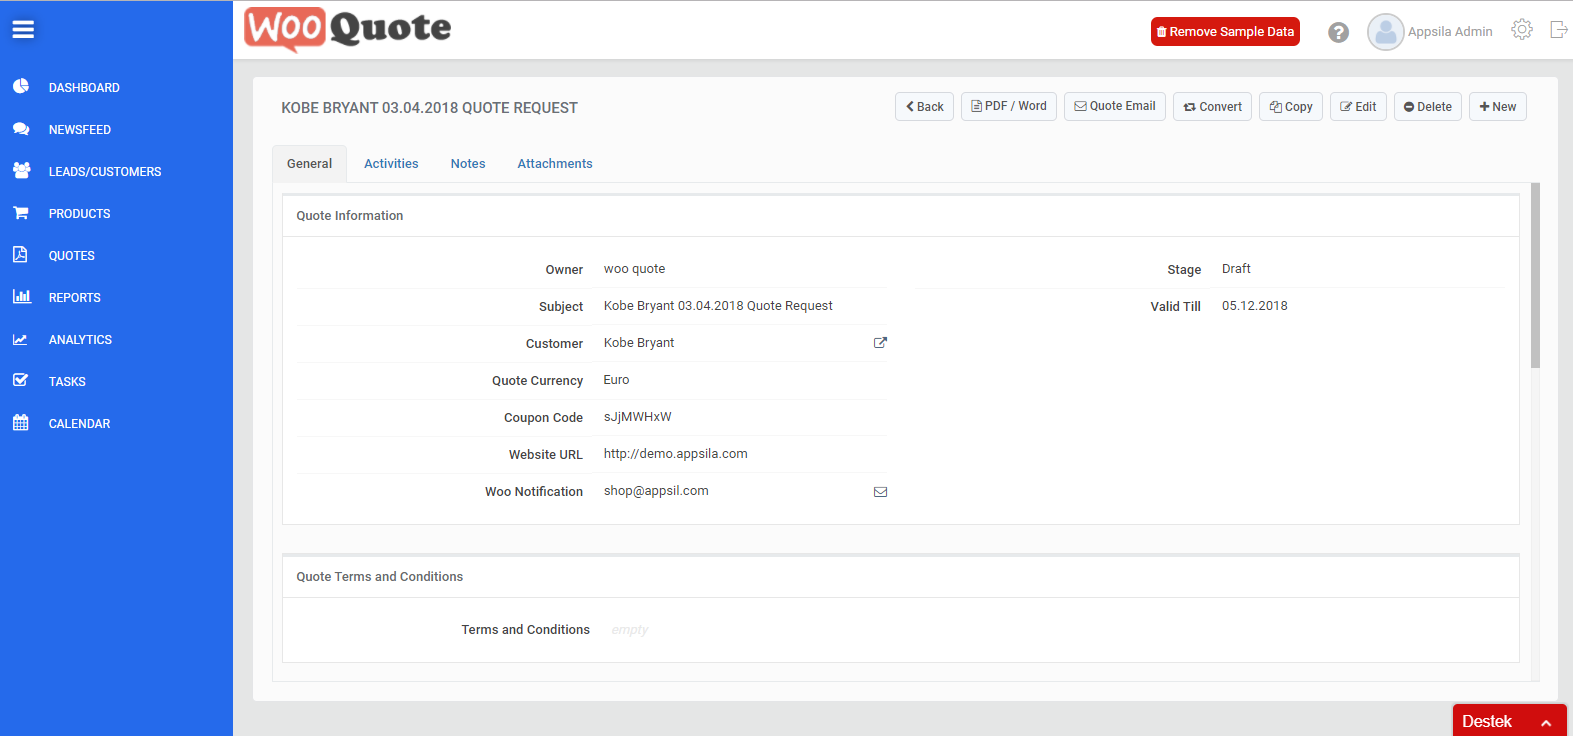 Woo Quote
Remove Sample Data
?
Appsila Admin
DASHBOARD
NEWSFEED
LEADS/CUSTOMERS
PRODUCTS
QUOTES
REPORTS
ANALYTICS
TASKS
CALENDAR
KOBE BRYANT 03.04.2018 QUOTE REQUEST
Back
PDF / Word
Quote Email
Convert
Copy
Edit
Delete
New
General Activities Notes Attachments
Quote Information
Owner woo quote
Subject Kobe Bryant 03.04.2018 Quote Request
Customer Kobe Bryant
Quote Currency Euro
Coupon Code sJjMWHxW
Website URL http://demo.appsila.com
Woo Notification shop@appsil.com
Stage Draft
Valid Till 05.12.2018
Quote Terms and Conditions
Terms and Conditions empty
Destek